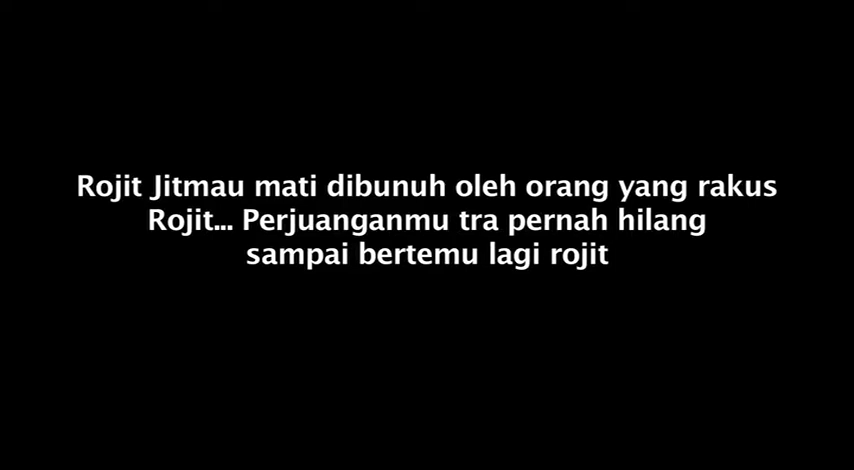 Rojit Jitmau mati dibunuh oleh orang yang rakus
Rojit... Perjuanganmu tra pernah hilang
sampai bertemu lagi rojit